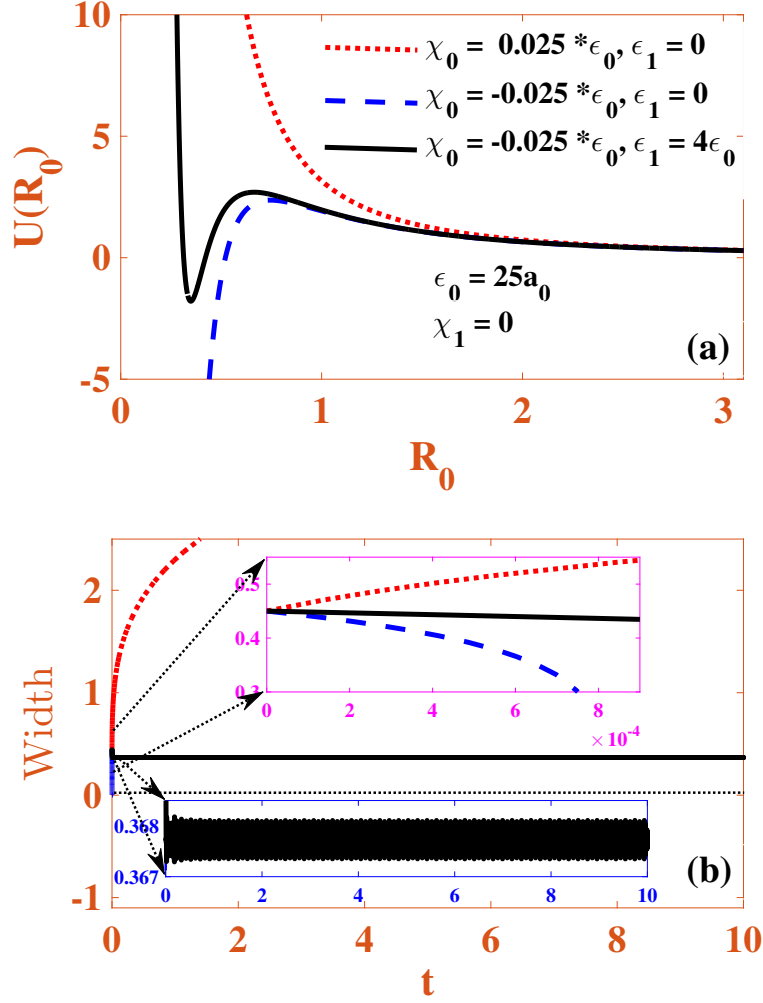 10
χ₀ = 0.025 *ϵ₀, ϵ₁ = 0
χ₀ = -0.025 *ϵ₀, ϵ₁ = 0
χ₀ = -0.025 *ϵ₀, ϵ₁ = 4ϵ₀
5
U(R₀)
0
ϵ₀ = 25a₀
χ₁ = 0
(a)
-5
0 1 2 3
R₀
2
0.5
0.4
0.3
0 2 4 6 8
×10⁻⁴
1
Width
0
0.368
0.367
0 2 4 6 8 10
(b)
-1
0 2 4 6 8 10
t